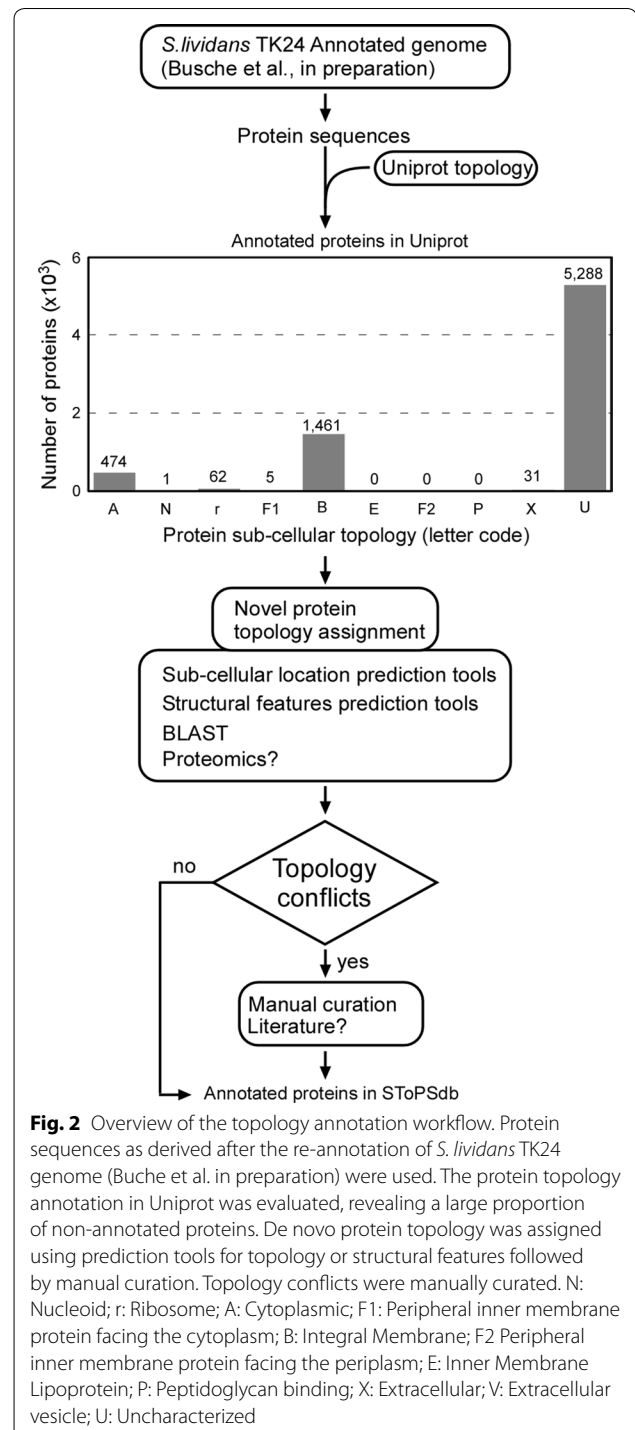 S.lividans TK24 Annotated genome
(Busche et al., in preparation)
Protein sequences
Uniprot topology
Annotated proteins in Uniprot
Number of proteins (x10³)
6
4
2
0
474
1
62
5
1,461
0
0
0
31
5,288
A N r F1 B E F2 P X U
Protein sub-cellular topology (letter code)
Novel protein
topology assignment
Sub-cellular location prediction tools
Structural features prediction tools
BLAST
Proteomics?
Topology
conflicts
no
yes
Manual curation
Literature?
Annotated proteins in SToPSdb
Fig. 2 Overview of the topology annotation workflow. Protein
sequences as derived after the re-annotation of S. lividans TK24
genome (Buche et al. in preparation) were used. The protein topology
annotation in Uniprot was evaluated, revealing a large proportion
of non-annotated proteins. De novo protein topology was assigned
using prediction tools for topology or structural features followed
by manual curation. Topology conflicts were manually curated. N:
Nucleoid; r: Ribosome; A: Cytoplasmic; F1: Peripheral inner membrane
protein facing the cytoplasm; B: Integral Membrane; F2 Peripheral
inner membrane protein facing the periplasm; E: Inner Membrane
Lipoprotein; P: Peptidoglycan binding; X: Extracellular; V: Extracellular
vesicle; U: Uncharacterized